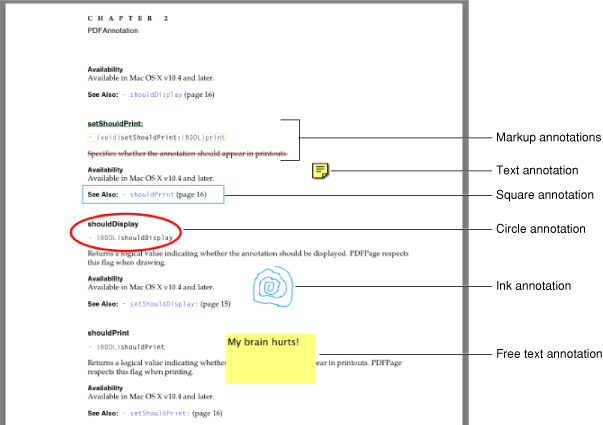 CHAPTER 2
PDFAnnotation
Availability
Available in Mac OS X v10.4 and later.
See Also: - shouldDisplay (page 16)
setShouldPrint:
- (void)setShouldPrint:(BOOL)print
Markup annotations
Specifies whether the annotation should appear in printouts.
Availability
Text annotation
Available in Mac OS X v10.4 and later.
See Also: - shouldPrint (page 16)
Square annotation
shouldDisplay
Circle annotation
- (BOOL)shouldDisplay
Returns a logical value indicating whether the annotation should be displayed. PDFPage respects
this flag when drawing.
Availability
Available in Mac OS X v10.4 and later.
Ink annotation
See Also: - setShouldDisplay: (page 15)
shouldPrint
My brain hurts!
- (BOOL)shouldPrint
Free text annotation
Returns a logical value indicating whether ear in printouts. PDFPage
respects this flag when printing.
Availability
Available in Mac OS X v10.4 and later.
See Also: - setShouldPrint: (page 16)